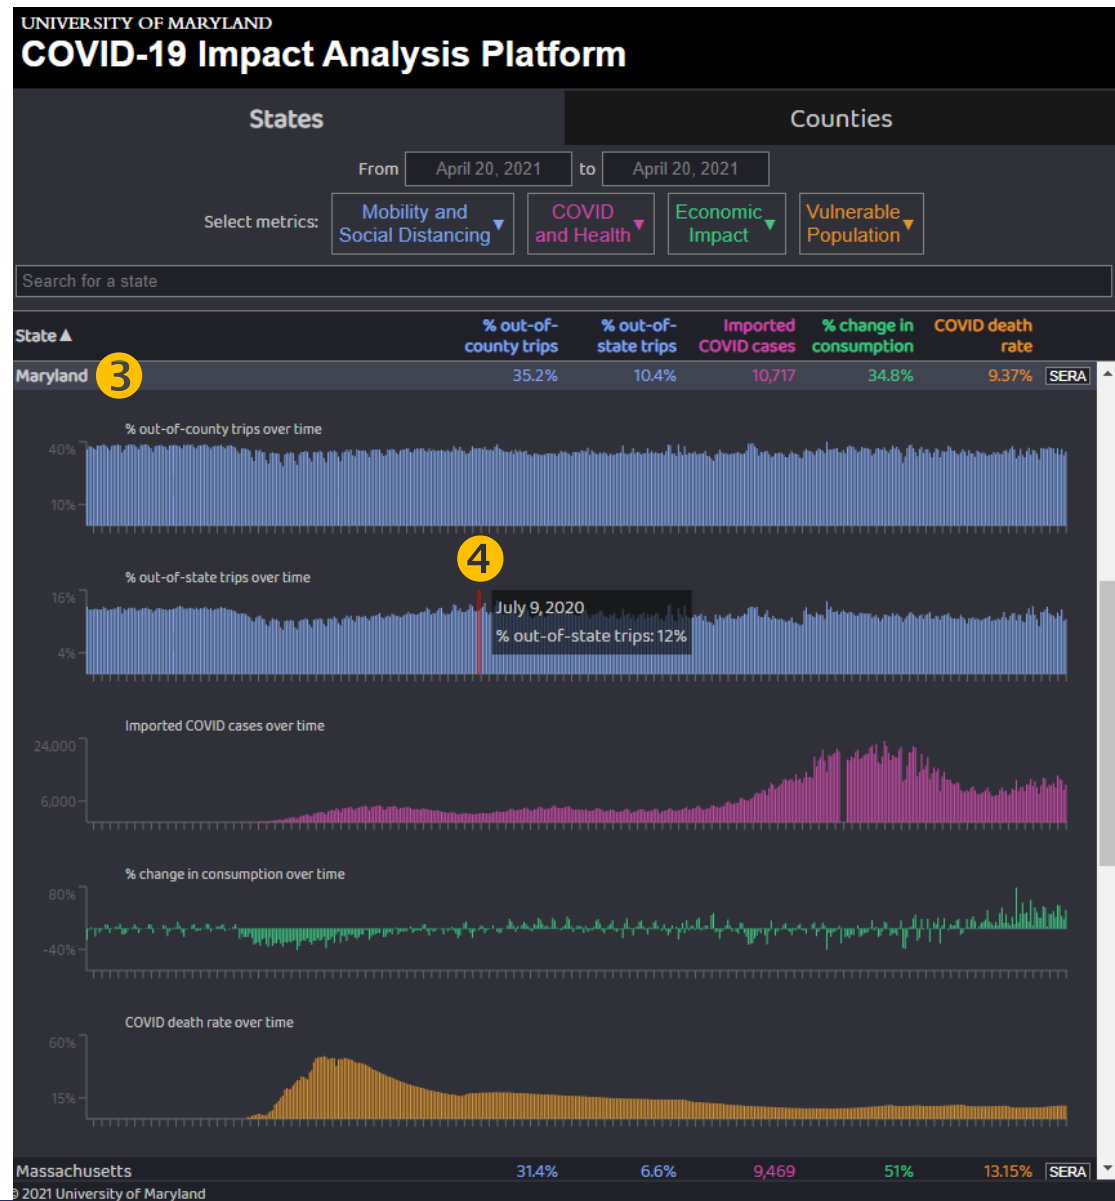 UNIVERSITY OF MARYLAND
COVID-19 Impact Analysis Platform
States
Counties
From April 20, 2021 to April 20, 2021
Select metrics:
Mobility and
Social Distancing ▼
COVID
and Health ▼
Economic
Impact ▼
Vulnerable
Population ▼
Search for a state
State ▲
% out-of-
county trips
% out-of-
state trips
Imported
COVID cases
% change in
consumption
COVID death
rate
Maryland 3 35.2% 10.4% 10,717 34.8% 9.37% SERA
% out-of-county trips over time
40%
10%
4
% out-of-state trips over time
16%
4%
July 9, 2020
% out-of-state trips: 12%
Imported COVID cases over time
24,000
6,000
% change in consumption over time
80%
-40%
COVID death rate over time
60%
15%
Massachusetts 31.4% 6.6% 9,469 51% 13.15% SERA
© 2021 University of Maryland